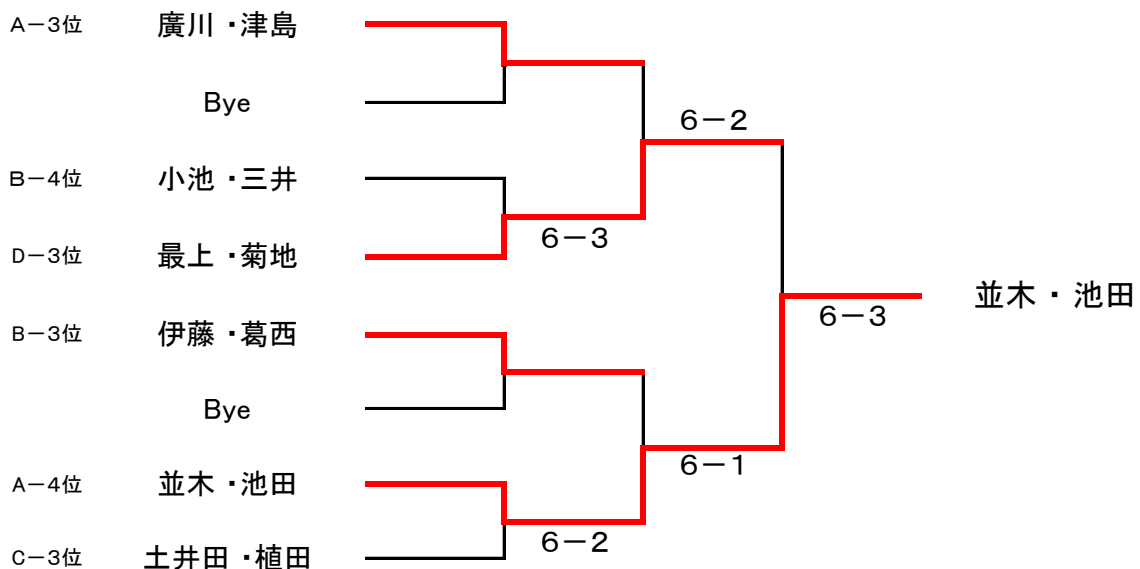 A－3位 廣川・津島
Bye
6－2
B－4位 小池・三井
6－3
D－3位 最上・菊地
並木・池田
6－3
B－3位 伊藤・葛西
Bye
6－1
A－4位 並木・池田
6－2
C－3位 土井田・植田